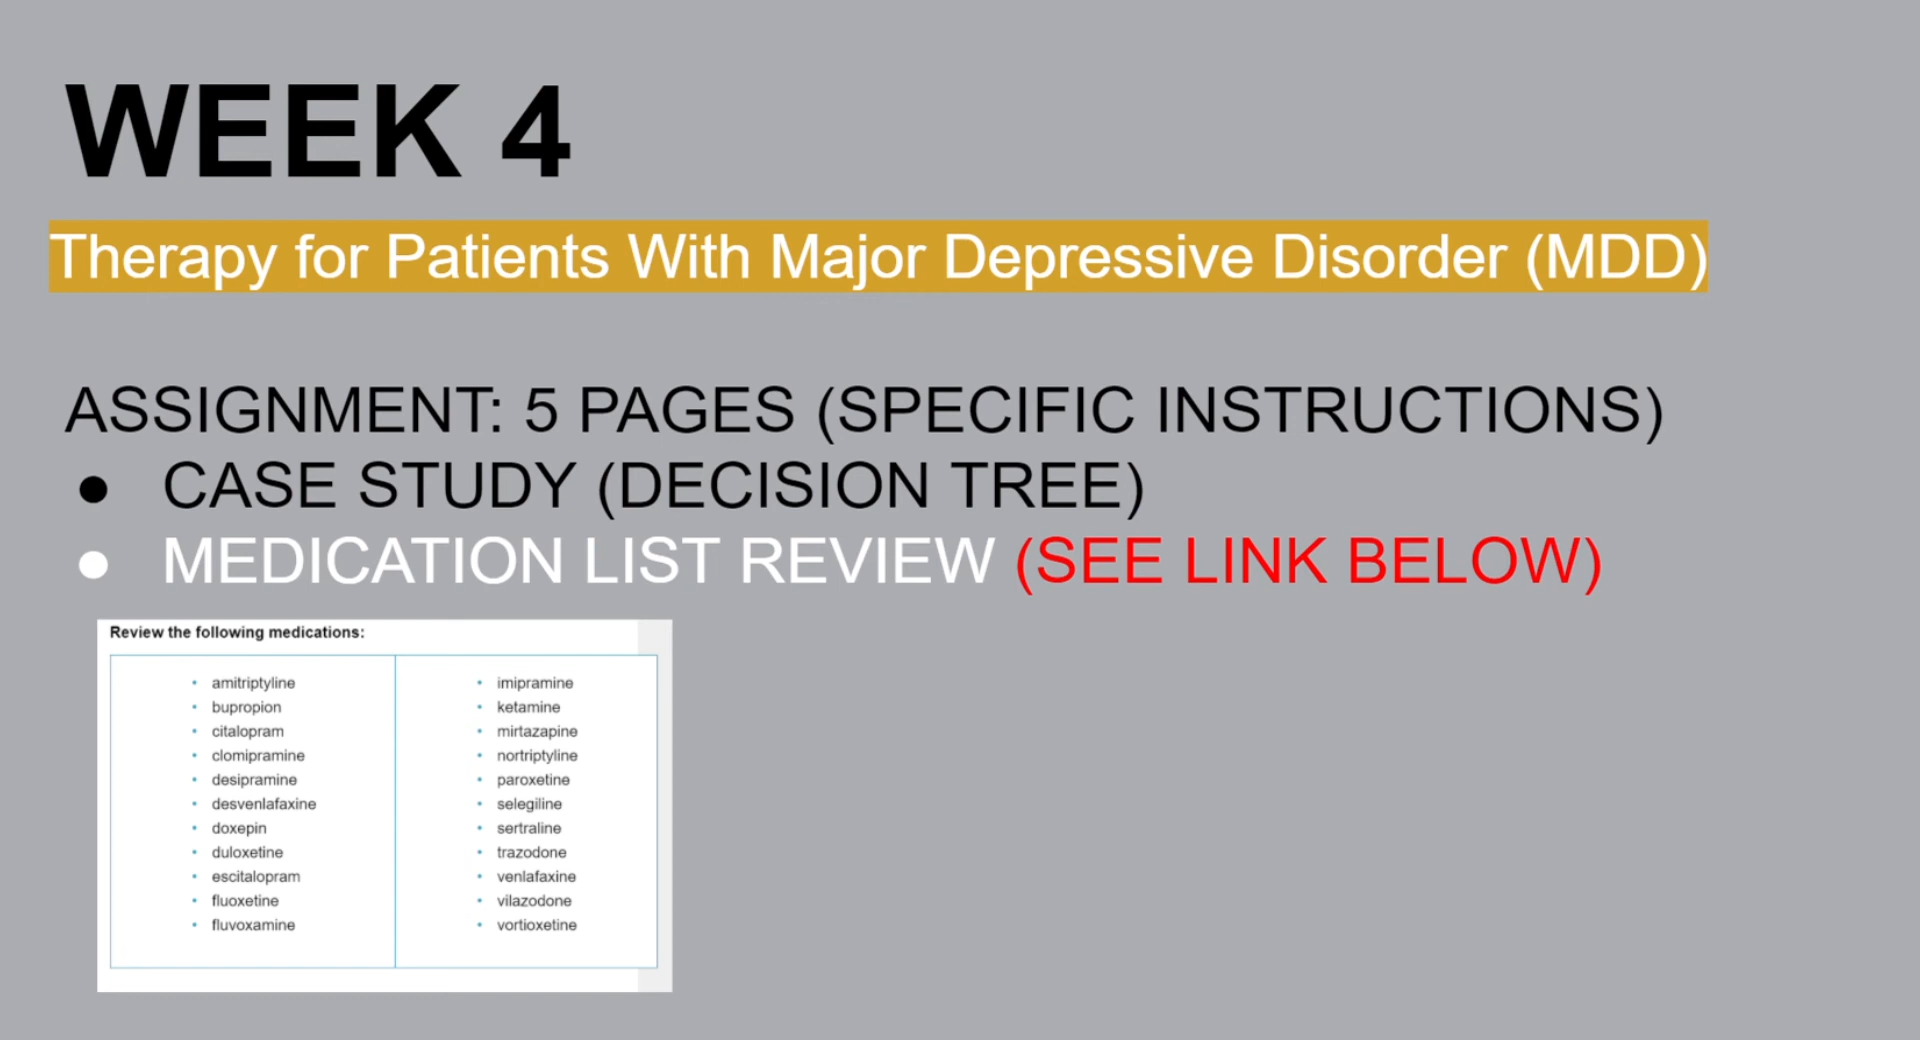 WEEK 4
Therapy for Patients With Major Depressive Disorder (MDD)
ASSIGNMENT: 5 PAGES (SPECIFIC INSTRUCTIONS)
● CASE STUDY (DECISION TREE)
● MEDICATION LIST REVIEW (SEE LINK BELOW)
Review the following medications:
• amitriptyline
• bupropion
• citalopram
• clomipramine
• desipramine
• desvenlafaxine
• doxepin
• duloxetine
• escitalopram
• fluoxetine
• fluvoxamine
• imipramine
• ketamine
• mirtazapine
• nortriptyline
• paroxetine
• selegiline
• sertraline
• trazodone
• venlafaxine
• vilazodone
• vortioxetine